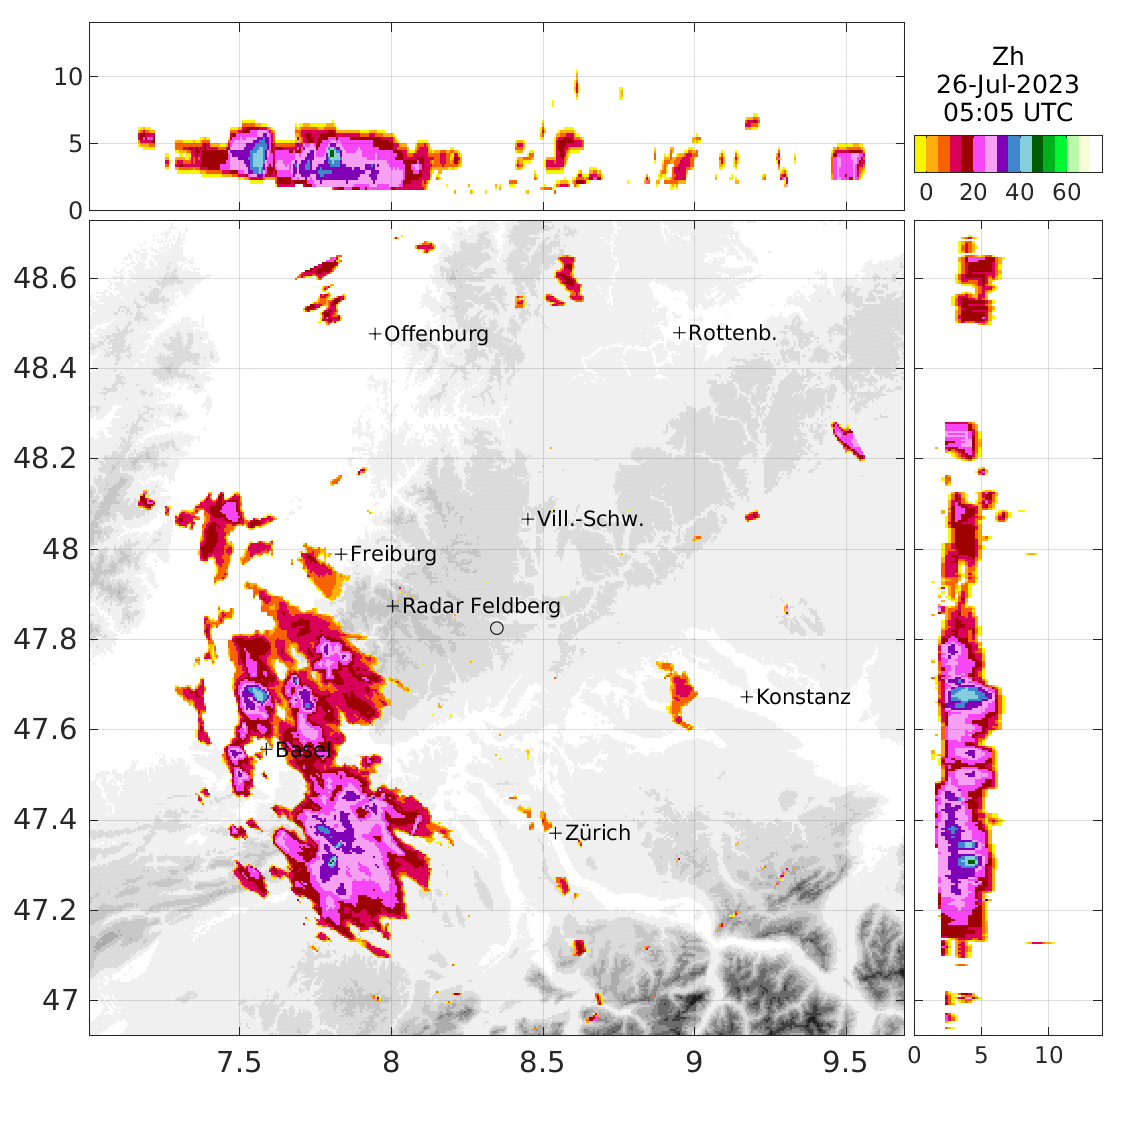 10
5
0
Zh
26-Jul-2023
05:05 UTC
0 20 40 60
48.6
48.4
48.2
48
47.8
47.6
47.4
47.2
47
+Offenburg
+Rottenb.
+Vill.-Schw.
+Freiburg
+Radar Feldberg
+Konstanz
+Basel
+Zürich
7.5 8 8.5 9 9.5
0 5 10